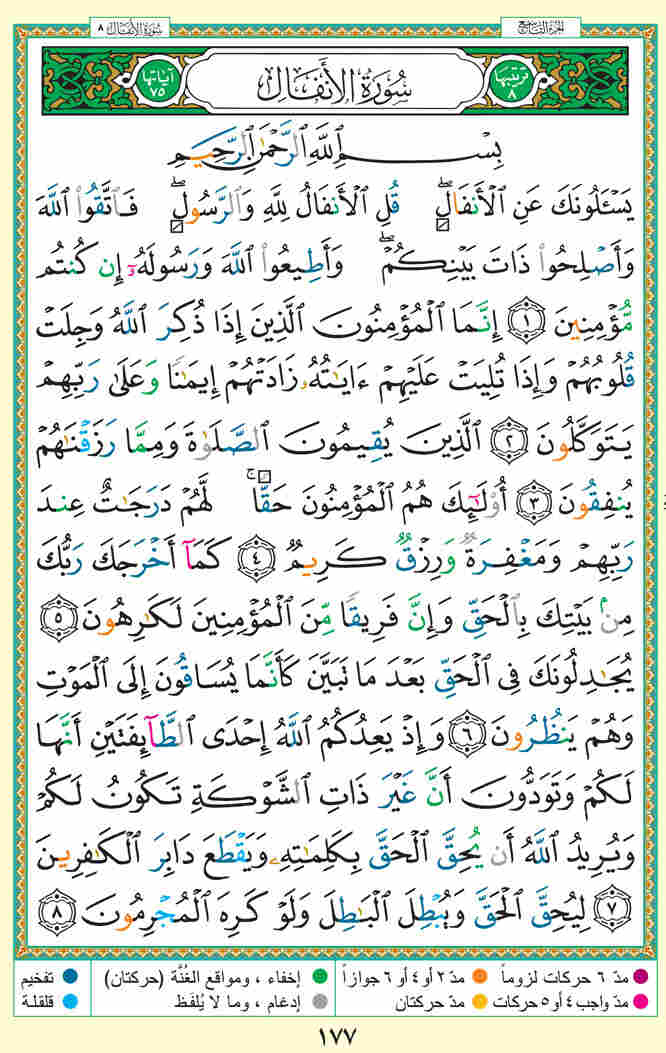 الجزء التاسع
سُورَةُ الأَنفَال ٨
ترتيبها ٨
سُورَةُ الأَنفَالِ
آياتها ٧٥
بِسْمِ ٱللَّهِ ٱلرَّحْمَٰنِ ٱلرَّحِيمِ
يَسْـَٔلُونَكَ عَنِ ٱلْأَنفَالِۖ قُلِ ٱلْأَنفَالُ لِلَّهِ وَٱلرَّسُولِۖ فَٱتَّقُوا۟ ٱللَّهَ
وَأَصْلِحُوا۟ ذَاتَ بَيْنِكُمْۖ وَأَطِيعُوا۟ ٱللَّهَ وَرَسُولَهُۥٓ إِن كُنتُم
مُّؤْمِنِينَ ١ إِنَّمَا ٱلْمُؤْمِنُونَ ٱلَّذِينَ إِذَا ذُكِرَ ٱللَّهُ وَجِلَتْ
قُلُوبُهُمْ وَإِذَا تُلِيَتْ عَلَيْهِمْ ءَايَٰتُهُۥ زَادَتْهُمْ إِيمَٰنًا وَعَلَىٰ رَبِّهِمْ
يَتَوَكَّلُونَ ٢ ٱلَّذِينَ يُقِيمُونَ ٱلصَّلَوٰةَ وَمِمَّا رَزَقْنَٰهُمْ
يُنفِقُونَ ٣ أُو۟لَٰٓئِكَ هُمُ ٱلْمُؤْمِنُونَ حَقًّاۚ لَّهُمْ دَرَجَٰتٌ عِندَ
رَبِّهِمْ وَمَغْفِرَةٌ وَرِزْقٌ كَرِيمٌ ٤ كَمَآ أَخْرَجَكَ رَبُّكَ
مِنۢ بَيْتِكَ بِٱلْحَقِّ وَإِنَّ فَرِيقًا مِّنَ ٱلْمُؤْمِنِينَ لَكَٰرِهُونَ ٥
يُجَٰدِلُونَكَ فِى ٱلْحَقِّ بَعْدَ مَا تَبَيَّنَ كَأَنَّمَا يُسَاقُونَ إِلَى ٱلْمَوْتِ
وَهُمْ يَنظُرُونَ ٦ وَإِذْ يَعِدُكُمُ ٱللَّهُ إِحْدَى ٱلطَّآئِفَتَيْنِ أَنَّهَا
لَكُمْ وَتَوَدُّونَ أَنَّ غَيْرَ ذَاتِ ٱلشَّوْكَةِ تَكُونُ لَكُمْ
وَيُرِيدُ ٱللَّهُ أَن يُحِقَّ ٱلْحَقَّ بِكَلِمَٰتِهِۦ وَيَقْطَعَ دَابِرَ ٱلْكَٰفِرِينَ
٧ لِيُحِقَّ ٱلْحَقَّ وَيُبْطِلَ ٱلْبَٰطِلَ وَلَوْ كَرِهَ ٱلْمُجْرِمُونَ ٨
مدّ ٦ حركات لزوماً مدّ ٢ أو ٤ أو ٦ جوازاً إخفاء ، ومواقع الغُنَّة (حركتان) تفخيم
مدّ واجب ٤ أو ٥ حركات مدّ حركتان إدغام ، وما لا يُلفَظ قلقلة
١٧٧